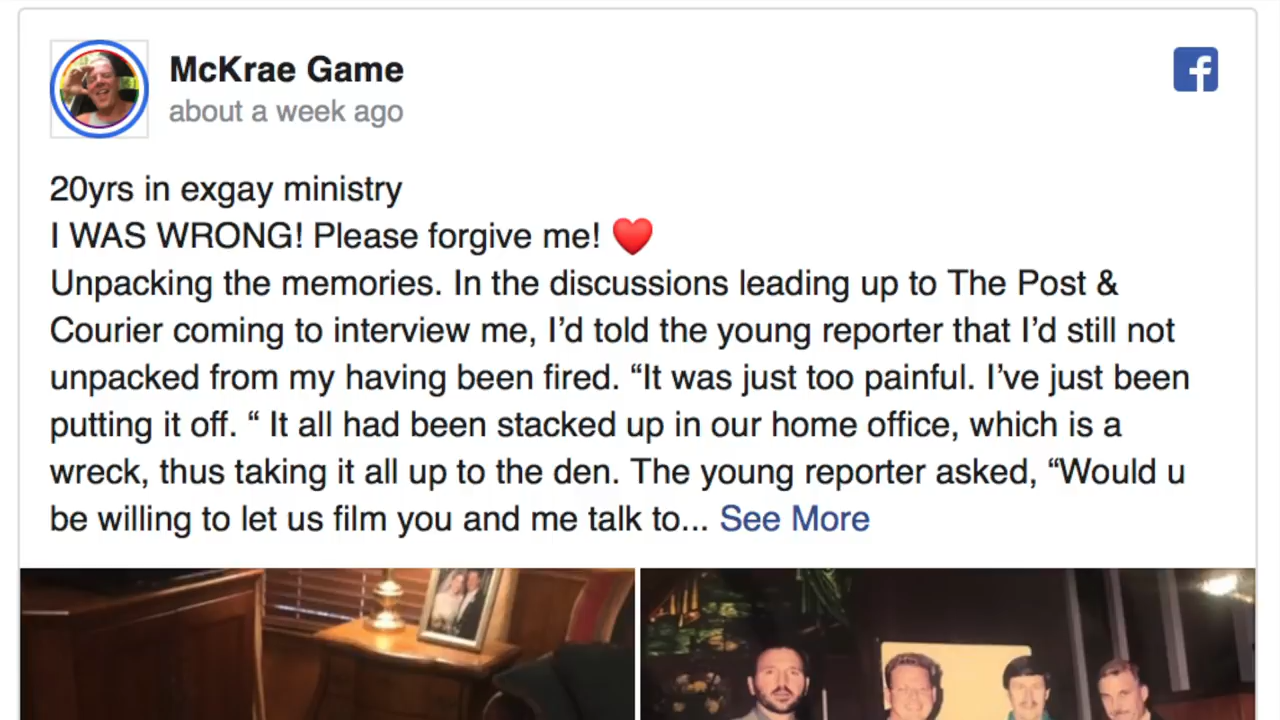 McKrae Game
about a week ago
20yrs in exgay ministry
I WAS WRONG! Please forgive me! ❤️
Unpacking the memories. In the discussions leading up to The Post &
Courier coming to interview me, I’d told the young reporter that I’d still not
unpacked from my having been fired. “It was just too painful. I’ve just been
putting it off. “ It all had been stacked up in our home office, which is a
wreck, thus taking it all up to the den. The young reporter asked, “Would u
be willing to let us film you and me talk to... See More